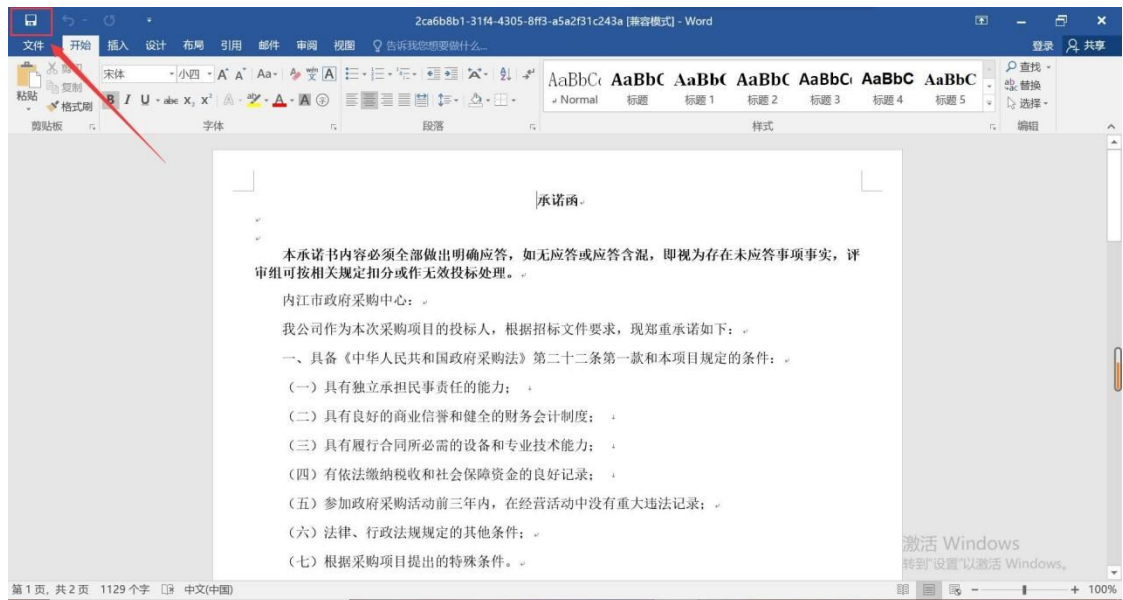 2ca6b8b1-31f4-4305-8ff3-a5a2f31c243a [兼容模式] - Word
文件 开始 插入 设计 布局 引用 邮件 审阅 视图 告诉我您想要做什么... 登录 共享
粘贴 剪切 复制 格式刷
宋体 小四
AaBbCc AaBbC AaBbC AaBbC AaBbC AaBbC AaBbC
Normal 标题 标题 1 标题 2 标题 3 标题 4 标题 5
查找 替换 选择
剪贴板 字体 段落 样式 编辑
承诺函
本承诺书内容必须全部做出明确应答,如无应答或应答含混,即视为存在未应答事项事实,评
审组可按相关规定扣分或作无效投标处理。
内江市政府采购中心:
我公司作为本次采购项目的投标人,根据招标文件要求,现郑重承诺如下:
一、具备《中华人民共和国政府采购法》第二十二条第一款和本项目规定的条件:
(一)具有独立承担民事责任的能力;
(二)具有良好的商业信誉和健全的财务会计制度;
(三)具有履行合同所必需的设备和专业技术能力;
(四)有依法缴纳税收和社会保障资金的良好记录;
(五)参加政府采购活动前三年内,在经营活动中没有重大违法记录;
(六)法律、行政法规规定的其他条件;
(七)根据采购项目提出的特殊条件。
激活 Windows
转到"设置"以激活 Windows。
第 1 页,共 2 页 1129 个字 中文(中国) 100%